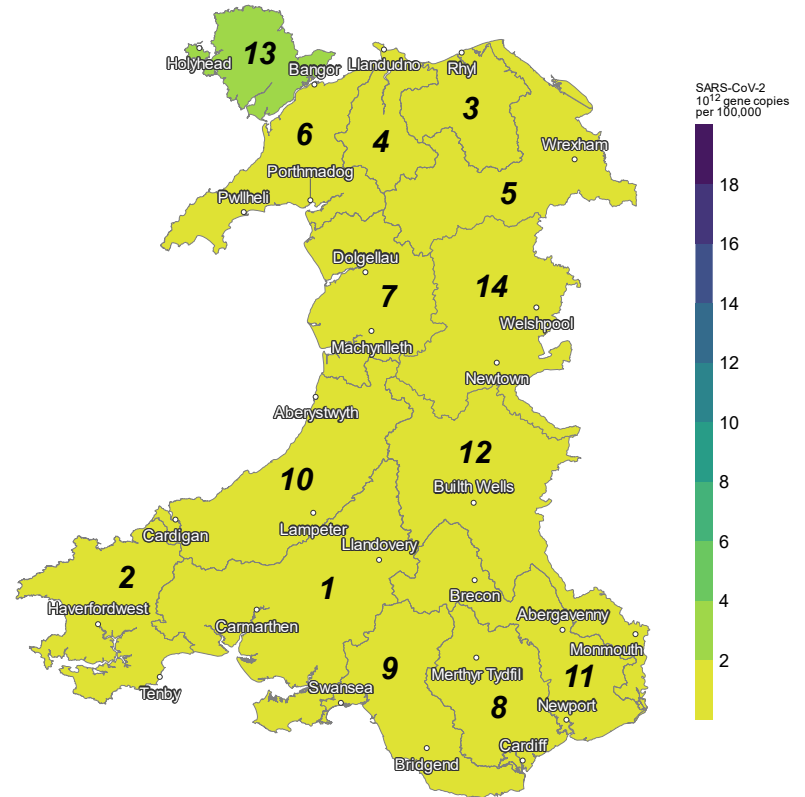 13
Holyhead
Bangor
Llandudno
Rhyl
SARS-CoV-2
10¹² gene copies
per 100,000
3
6
4
Wrexham
Porthmadog
18
Pwllheli
5
16
Dolgellau
7
14
14
Welshpool
Machynlleth
12
Newtown
Aberystwyth
10
12
10
Builth Wells
8
Lampeter
Cardigan
Llandovery
6
2
1
Haverfordwest
Brecon
4
Abergavenny
Carmarthen
Monmouth
9
Merthyr Tydfil
11
2
Tenby
Swansea
8
Newport
Cardiff
Bridgend